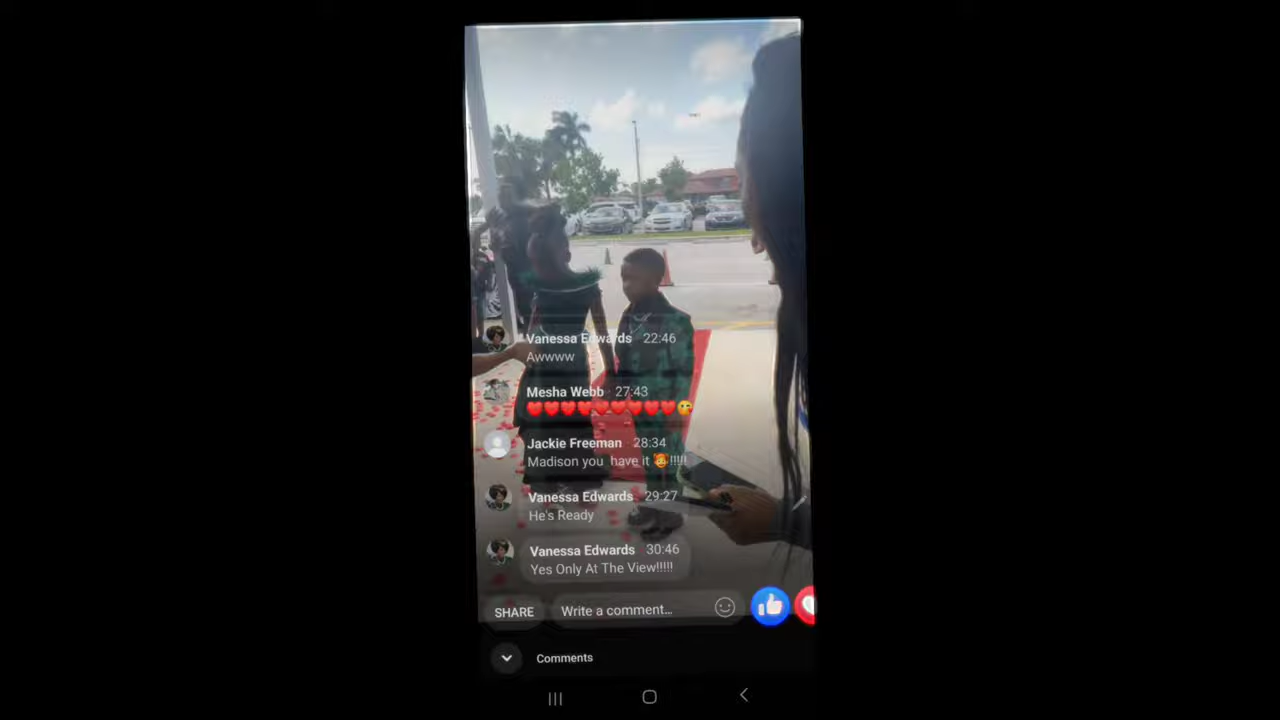 Vanessa Edwards 22:46
Awwww
Mesha Webb 27:43
❤️❤️❤️❤️❤️❤️❤️❤️❤️😘
Jackie Freeman 28:34
Madison you have it 🥰!!!!!
Vanessa Edwards 29:27
He's Ready
Vanessa Edwards 30:46
Yes Only At The View!!!!!
SHARE
Write a comment...
Comments